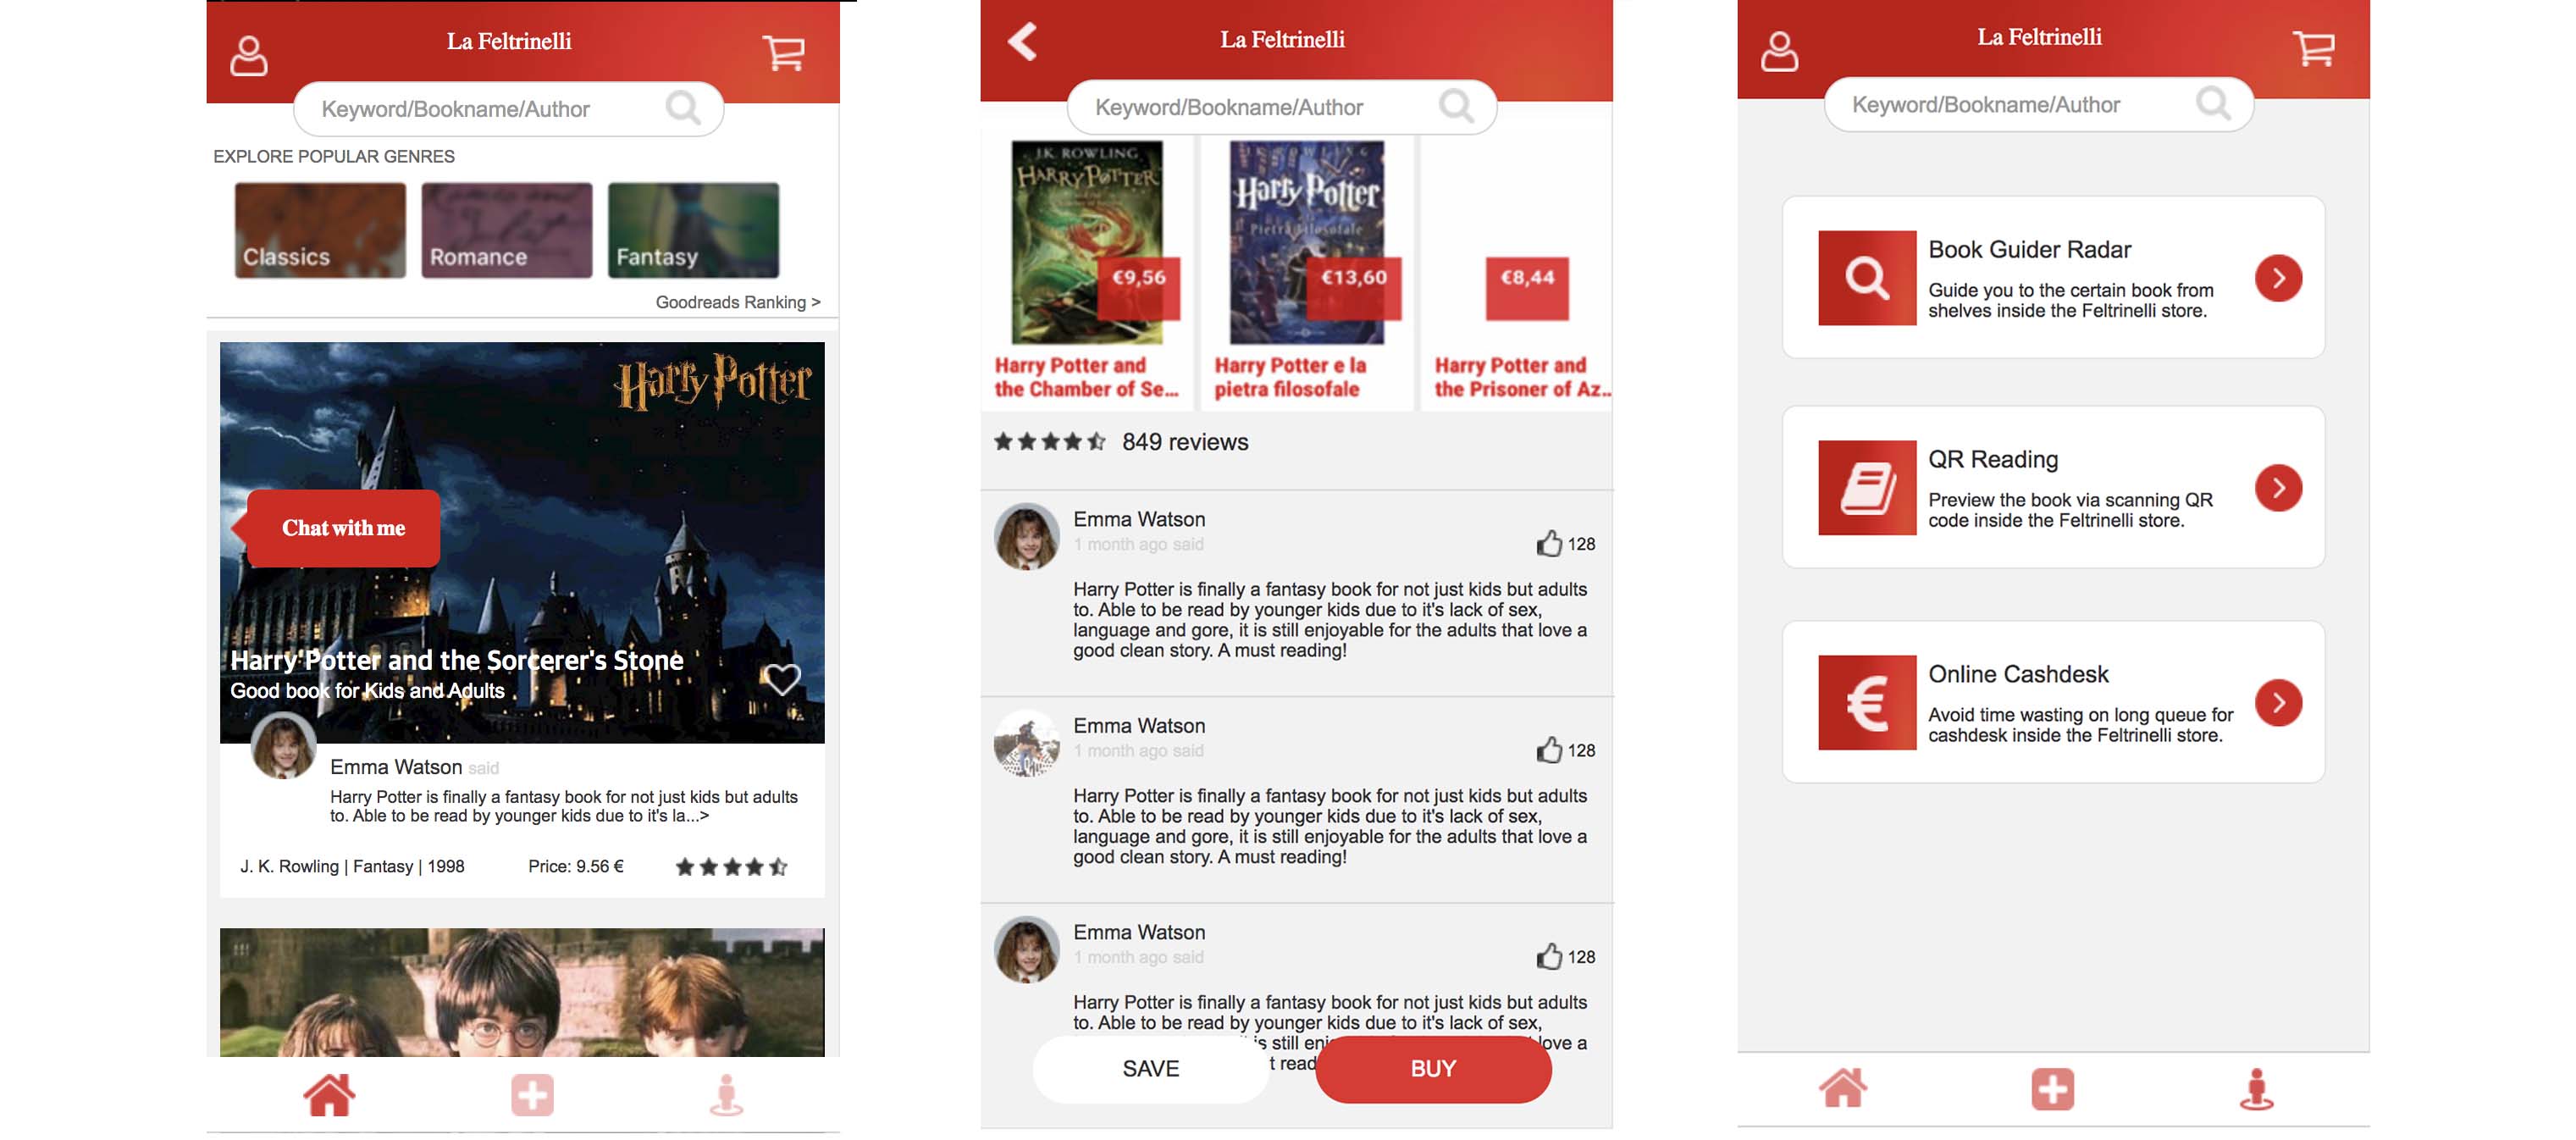 La Feltrinelli
Keyword/Bookname/Author
EXPLORE POPULAR GENRES
Classics
Romance
Fantasy
Goodreads Ranking >
Harry Potter
Chat with me
Harry Potter and the Sorcerer's Stone
Good book for Kids and Adults
Emma Watson said
Harry Potter is finally a fantasy book for not just kids but adults
to. Able to be read by younger kids due to it's la...>
J. K. Rowling | Fantasy | 1998
Price: 9.56 €
La Feltrinelli
Keyword/Bookname/Author
J.K. ROWLING
HARRY POTTER
€9,56
Harry Potter and
the Chamber of Se...
Harry Potter
Pietra filosofale
€13,60
Harry Potter e la
pietra filosofale
€8,44
Harry Potter and
the Prisoner of Az...
849 reviews
Emma Watson
1 month ago said
128
Harry Potter is finally a fantasy book for not just kids but adults
to. Able to be read by younger kids due to it's lack of sex,
language and gore, it is still enjoyable for the adults that love a
good clean story. A must reading!
Emma Watson
1 month ago said
128
Harry Potter is finally a fantasy book for not just kids but adults
to. Able to be read by younger kids due to it's lack of sex,
language and gore, it is still enjoyable for the adults that love a
good clean story. A must reading!
Emma Watson
1 month ago said
128
Harry Potter is finally a fantasy book for not just kids but adults
to. Able to be read by younger kids due to it's lack of sex,
is still enj love a
t read
SAVE
BUY
La Feltrinelli
Keyword/Bookname/Author
Book Guider Radar
Guide you to the certain book from
shelves inside the Feltrinelli store.
QR Reading
Preview the book via scanning QR
code inside the Feltrinelli store.
€
Online Cashdesk
Avoid time wasting on long queue for
cashdesk inside the Feltrinelli store.